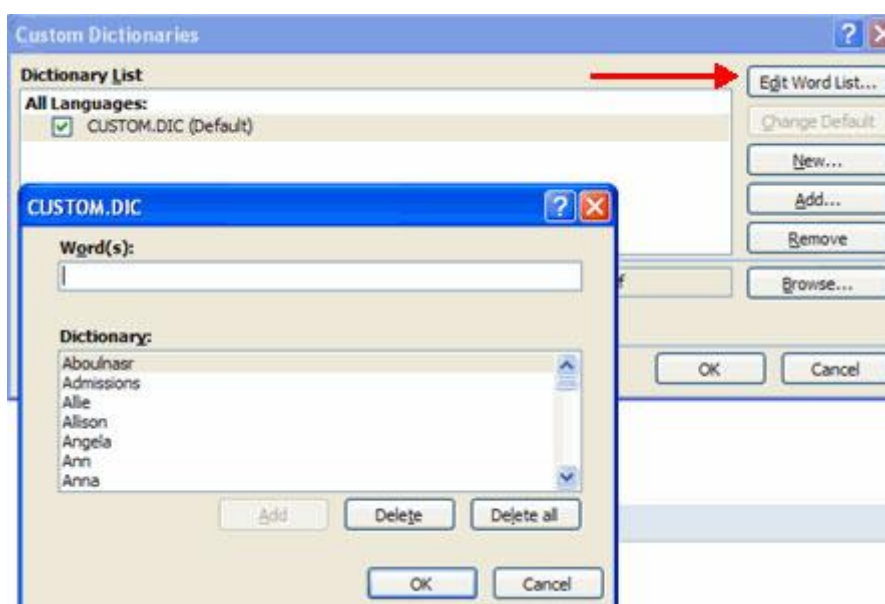 Custom Dictionaries
Dictionary List
All Languages:
CUSTOM.DIC (Default)
Edit Word List...
Change Default
New...
Add...
Remove
Browse...
OK
Cancel
CUSTOM.DIC
Word(s):
Dictionary:
Aboulnasr
Admissions
Allie
Allison
Angela
Ann
Anna
Add
Delete
Delete all
OK
Cancel